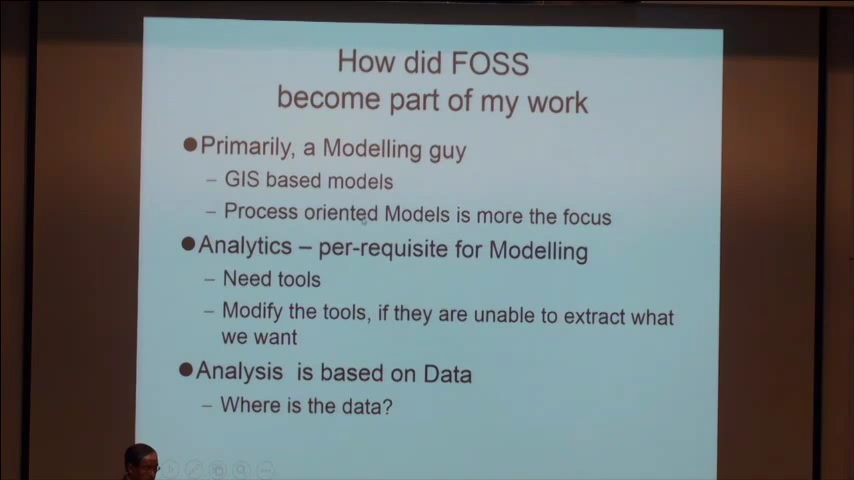 How did FOSS
become part of my work
●Primarily, a Modelling guy
– GIS based models
– Process oriented Models is more the focus
●Analytics – per-requisite for Modelling
– Need tools
– Modify the tools, if they are unable to extract what
we want
●Analysis is based on Data
– Where is the data?